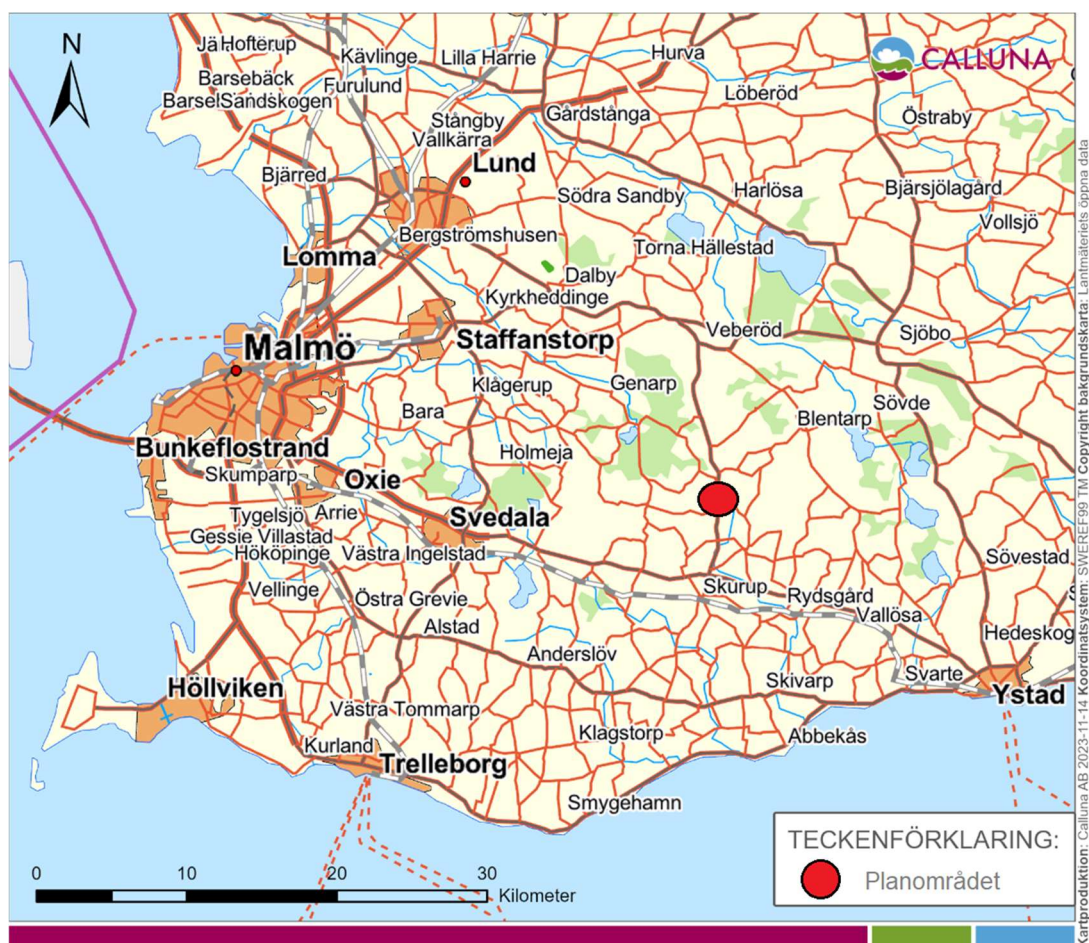 N
CALLUNA
Jä
Hofterup
Kävlinge
Lilla Harrie
Hurva
Barsebäck
Furulund
Löberöd
Barsel
Sandskogen
Gårdstånga
Östraby
Stångby
Vallkärra
Lund
Bjärred
Södra Sandby
Harlösa
Bjärsjölagård
Vollsjö
Bergströmshusen
Torna Hällestad
Lomma
Dalby
Kyrkheddinge
Veberöd
Sjöbo
Malmö
Staffanstorp
Klågerup
Genarp
Bara
Sövde
Blentarp
Bunkeflostrand
Holmeja
Skumparp
Oxie
Arrie
Svedala
Tygelsjö
Gessie Villastad
Hököpinge
Västra Ingelstad
Sövestad
Vellinge
Östra Grevie
Skurup
Rydsgård
Vallösa
Alstad
Hedeskog
Anderslöv
Svarte
Höllviken
Skivarp
Ystad
Västra Tommarp
Klagstorp
Abbekås
Kurland
Trelleborg
Smygehamn
TECKENFÖRKLARING:
Planområdet
0 10 20 30
Kilometer
artproduktion: Calluna AB 2023-11-14 Koordinatsystem: SWEREF99 TM Copyright bakgrundskarta: Lantmäteriets öppna data